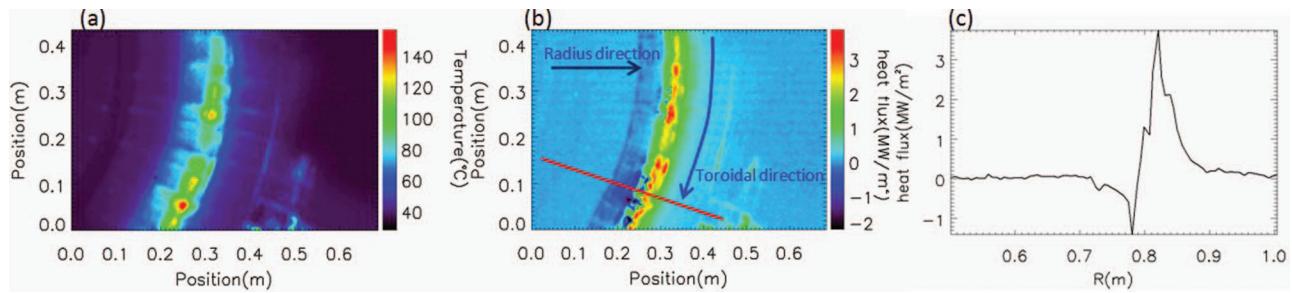 (a)
0.4
0.3
0.2
0.1
0.0
Position(m)
0.0 0.1 0.2 0.3 0.4 0.5 0.6
Position(m)
140
120
100
80
60
40
Temperature(°C)
(b)
Radius direction
Toroidal direction
0.4
0.3
0.2
0.1
0.0
Position(m)
0.0 0.1 0.2 0.3 0.4 0.5 0.6
Position(m)
3
2
1
0
-1
-2
heat flux(MW/m²)
(c)
3
2
1
0
-1
heat flux(MW/m²)
0.6 0.7 0.8 0.9 1.0
R(m)